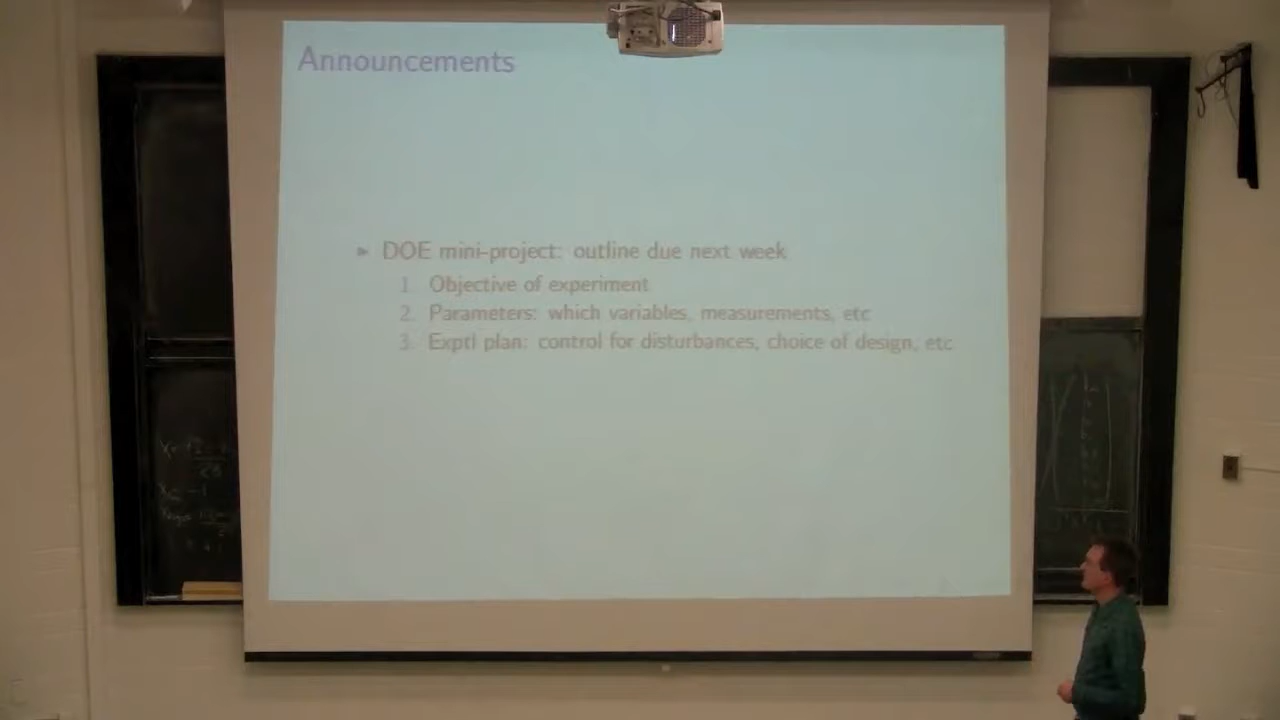 Announcements
► DOE mini-project: outline due next week
1. Objective of experiment
2. Parameters: which variables, measurements, etc
3. Exptl plan: control for disturbances, choice of design, etc